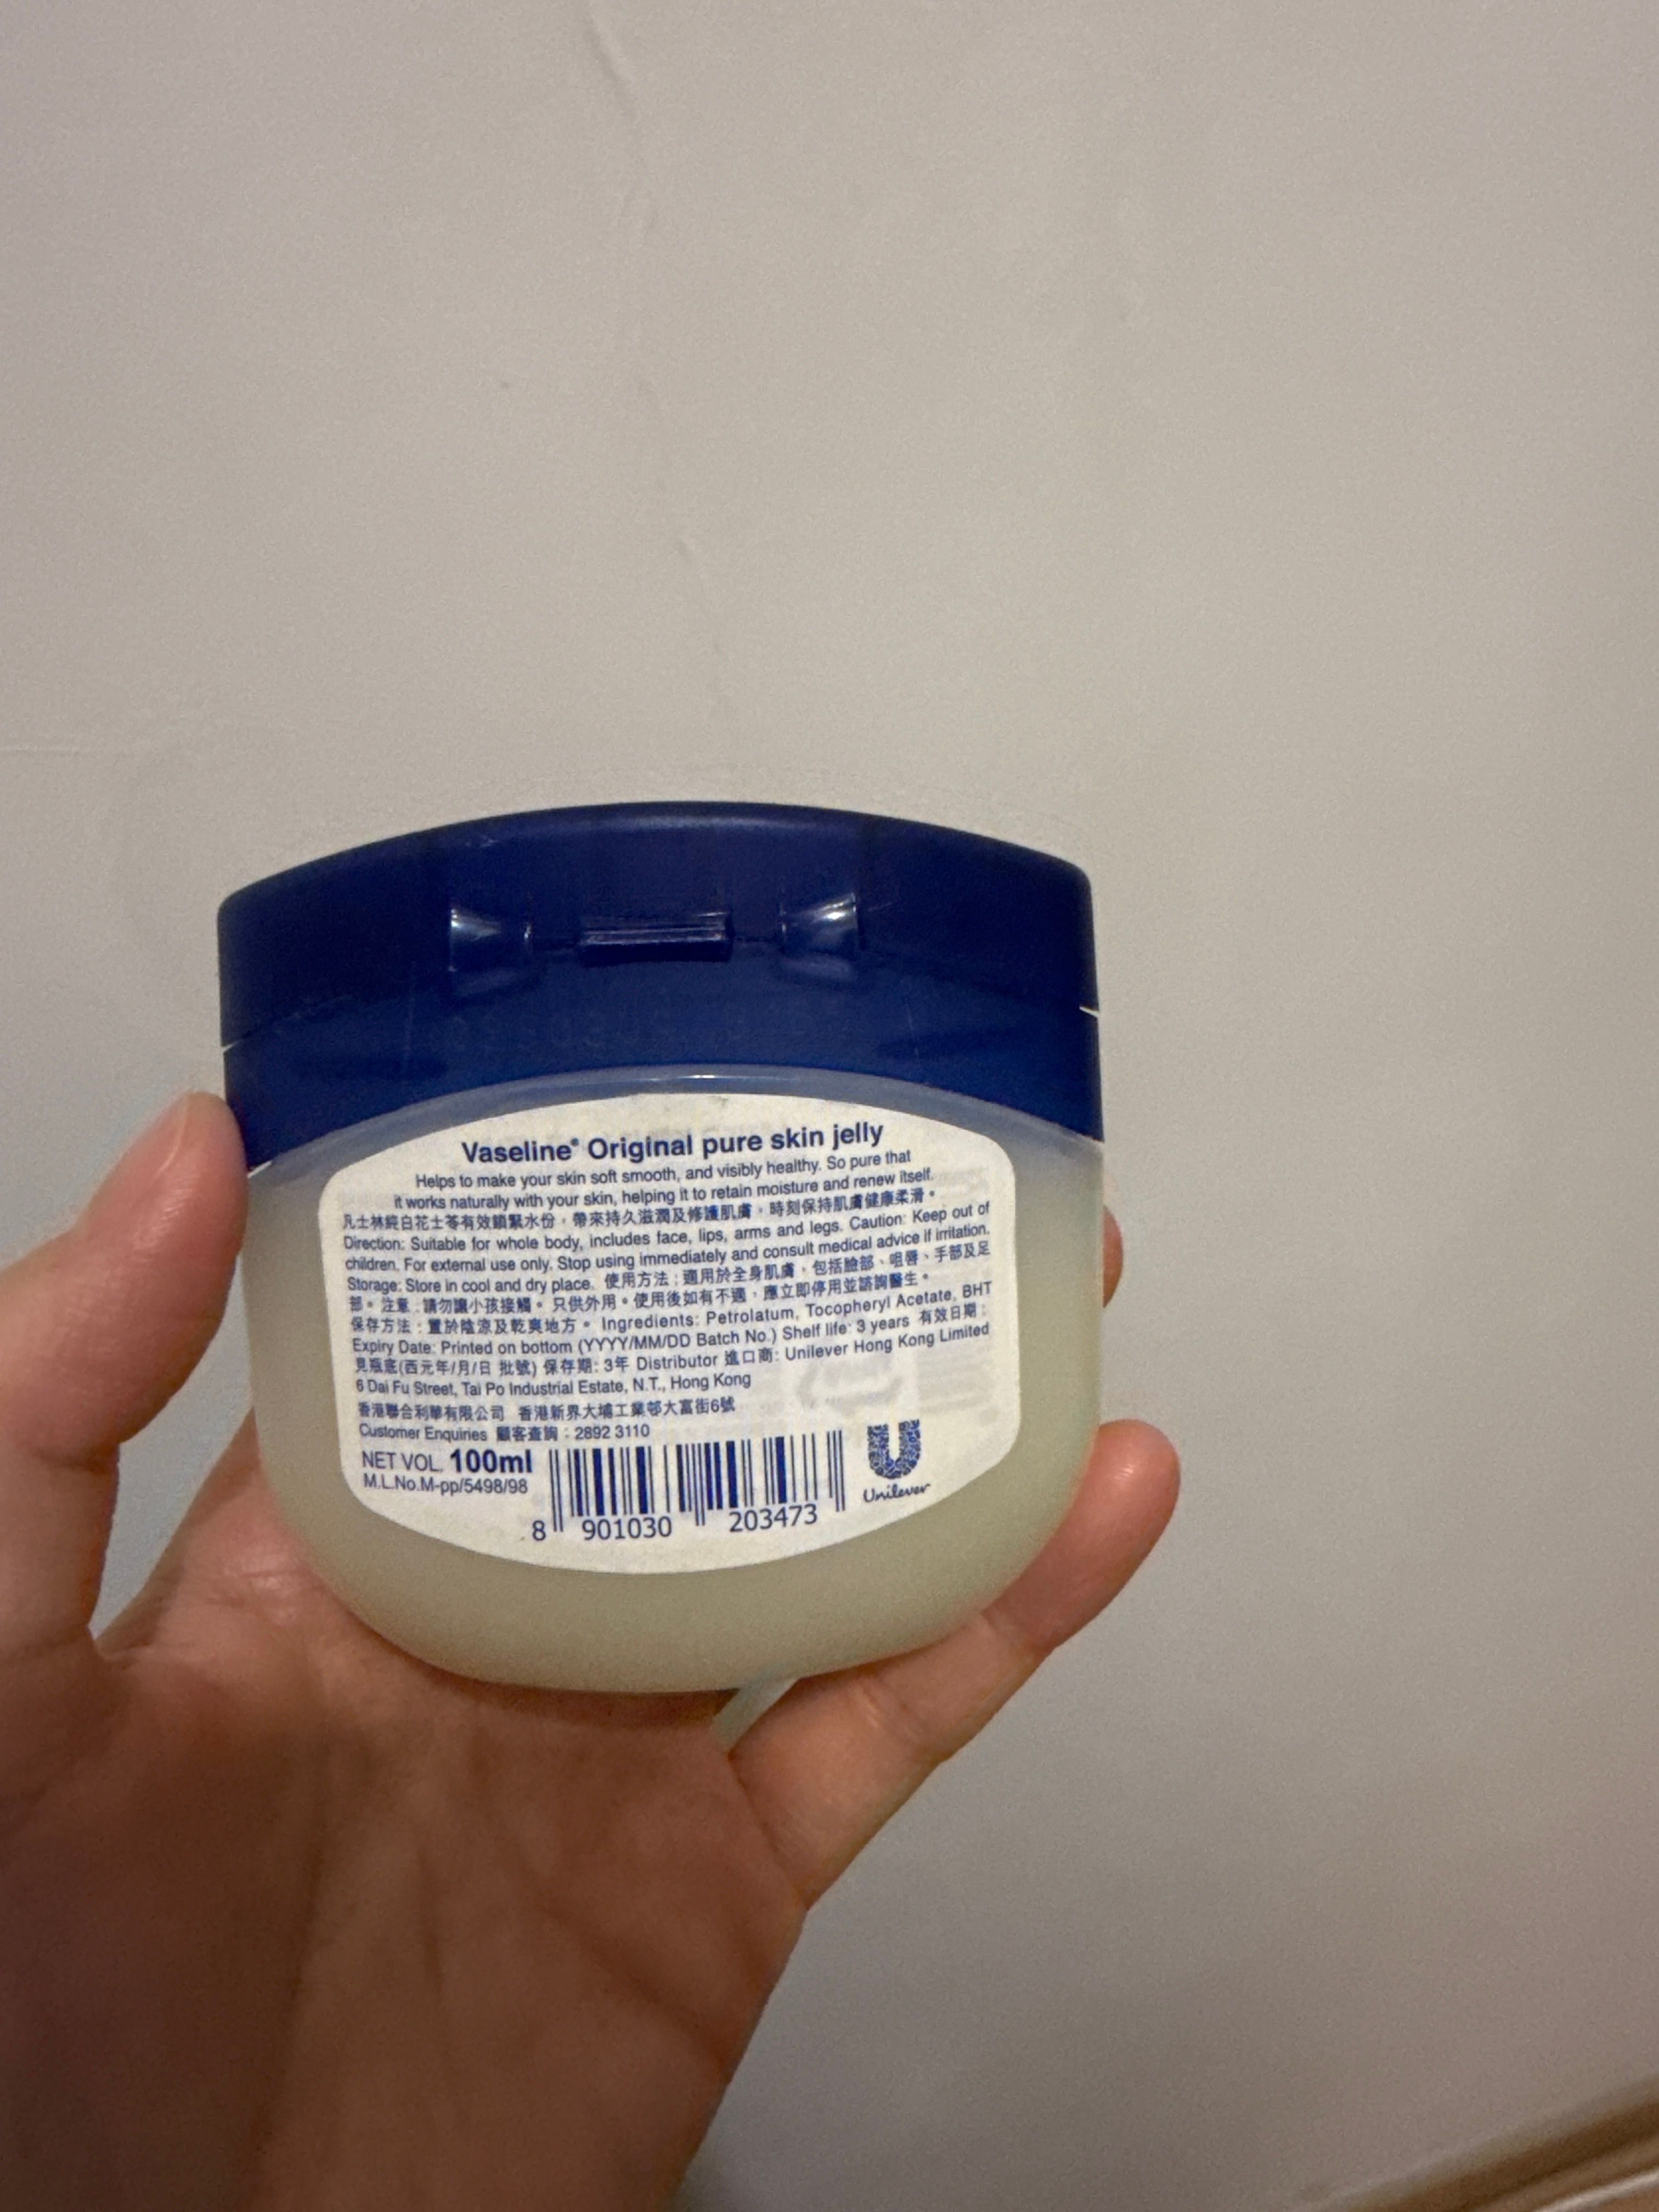 Vaseline® Original pure skin jelly
Helps to make your skin soft smooth, and visibly healthy. So pure that
it works naturally with your skin, helping it to retain moisture and renew itself.
凡士林純白花士苓有效鎖緊水份，帶來持久滋潤及修護肌膚，時刻保持肌膚健康柔滑。
Direction: Suitable for whole body, includes face, lips, arms and legs. Caution: Keep out of
children. For external use only. Stop using immediately and consult medical advice if irritation.
Storage: Store in cool and dry place. 使用方法：適用於全身肌膚，包括臉部、咀唇、手部及足
部。注意：請勿讓小孩接觸。只供外用。使用後如有不適，應立即停用並諮詢醫生。
保存方法：置於陰涼及乾爽地方。Ingredients: Petrolatum, Tocopheryl Acetate, BHT
Expiry Date: Printed on bottom (YYYY/MM/DD Batch No.) Shelf life: 3 years 有效日期：
見瓶底(西元年/月/日 批號) 保存期: 3年 Distributor 進口商: Unilever Hong Kong Limited
6 Dai Fu Street, Tai Po Industrial Estate, N.T., Hong Kong
香港聯合利華有限公司 香港新界大埔工業邨大富街6號
Customer Enquiries 顧客查詢：2892 3110
NET VOL. 100ml
M.L.No.M-pp/5498/98
8 901030 203473
Unilever